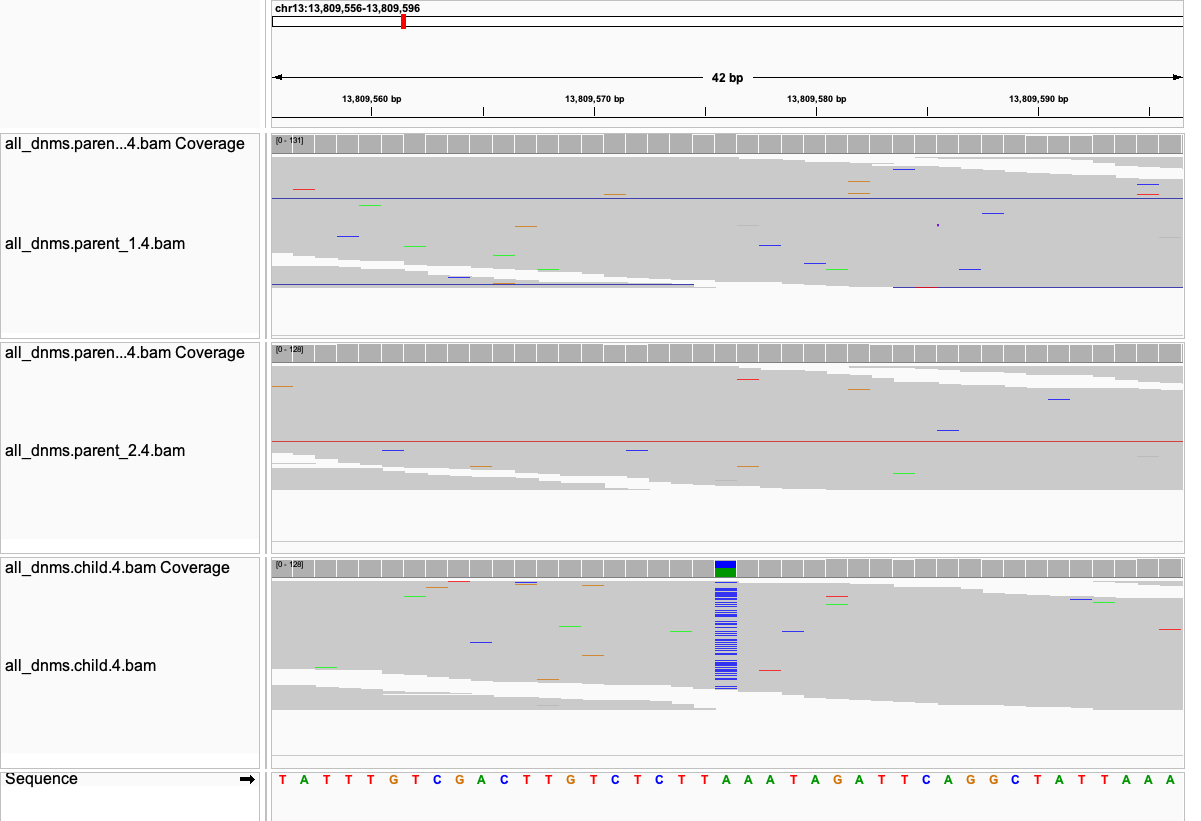 chr13:13,809,556-13,809,596
42 bp
13,809,560 bp 13,809,570 bp 13,809,580 bp 13,809,590 bp
all_dnms.paren...4.bam Coverage [0 - 131]
all_dnms.parent_1.4.bam
all_dnms.paren...4.bam Coverage [0 - 128]
all_dnms.parent_2.4.bam
all_dnms.child.4.bam Coverage [0 - 128]
all_dnms.child.4.bam
Sequence T A T T T G T C G A C T T G T C T C T T A A A T A G A T T C A G G C T A T T A A A